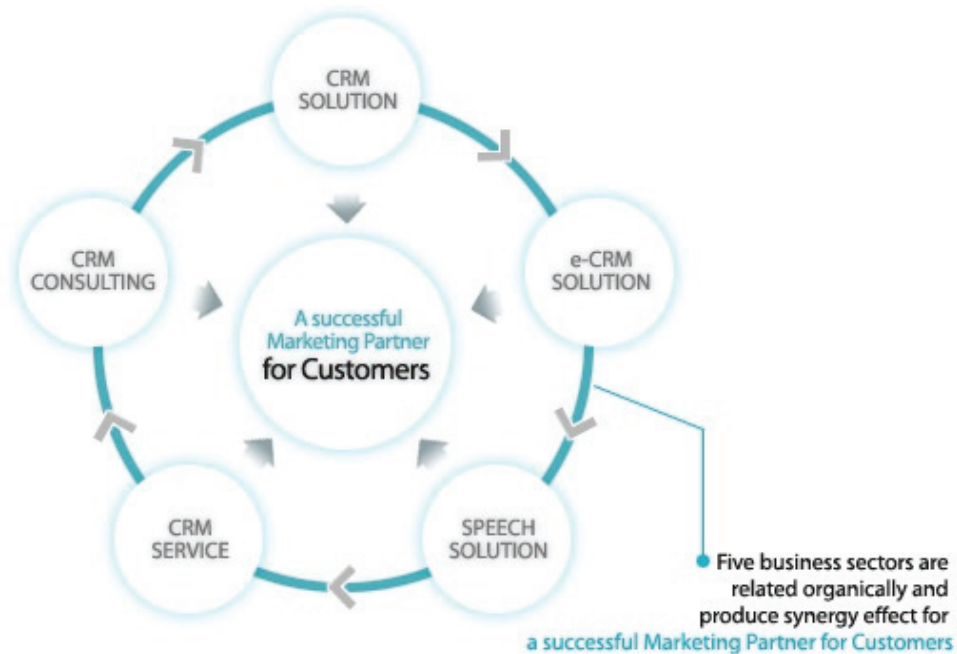 CRM
SOLUTION
e-CRM
SOLUTION
SPEECH
SOLUTION
CRM
SERVICE
CRM
CONSULTING
A successful
Marketing Partner
for Customers
Five business sectors are
related organically and
produce synergy effect for
a successful Marketing Partner for Customers